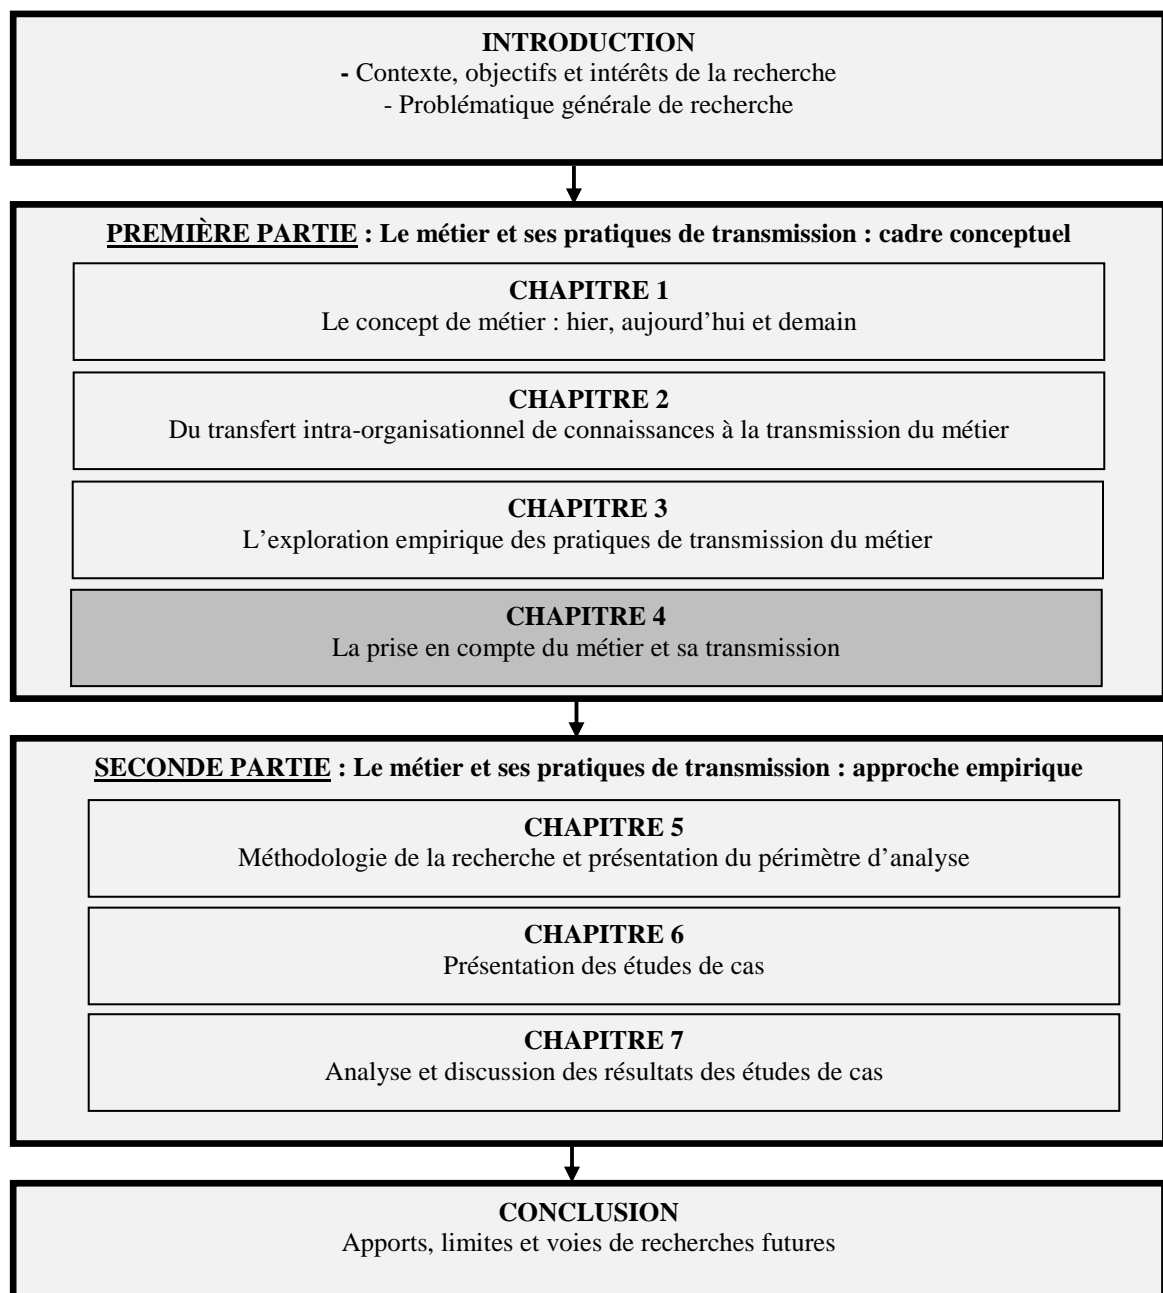 INTRODUCTION
- Contexte, objectifs et intérêts de la recherche
- Problématique générale de recherche
PREMIÈRE PARTIE : Le métier et ses pratiques de transmission : cadre conceptuel
CHAPITRE 1
Le concept de métier : hier, aujourd’hui et demain
CHAPITRE 2
Du transfert intra-organisationnel de connaissances à la transmission du métier
CHAPITRE 3
L’exploration empirique des pratiques de transmission du métier
CHAPITRE 4
La prise en compte du métier et sa transmission
SECONDE PARTIE : Le métier et ses pratiques de transmission : approche empirique
CHAPITRE 5
Méthodologie de la recherche et présentation du périmètre d’analyse
CHAPITRE 6
Présentation des études de cas
CHAPITRE 7
Analyse et discussion des résultats des études de cas
CONCLUSION
Apports, limites et voies de recherches futures